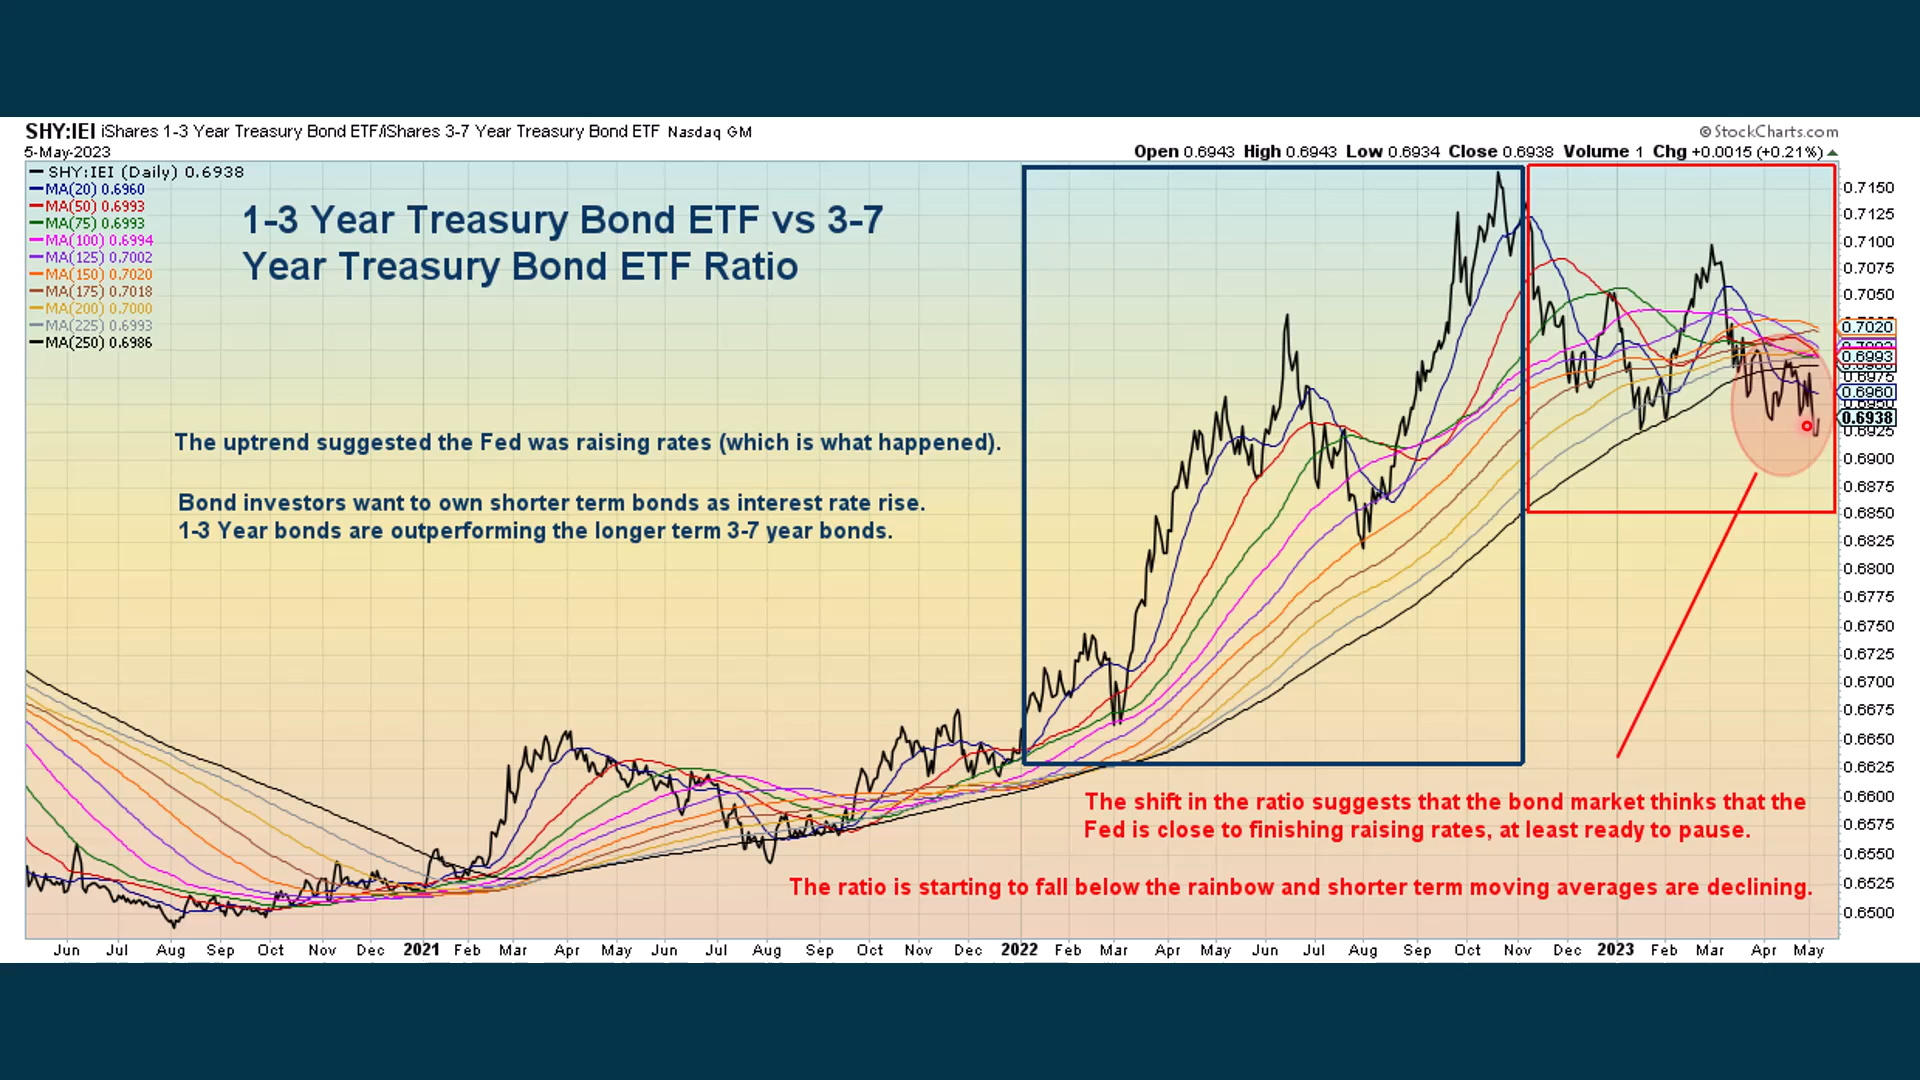 SHY:IEI iShares 1-3 Year Treasury Bond ETF/iShares 3-7 Year Treasury Bond ETF Nasdaq GM
© StockCharts.com
5-May-2023
Open 0.6943 High 0.6943 Low 0.6934 Close 0.6938 Volume 1 Chg +0.0015 (+0.21%)
SHY:IEI (Daily) 0.6938
MA(20) 0.6960
MA(50) 0.6993
MA(75) 0.6993
MA(100) 0.6994
MA(125) 0.7002
MA(150) 0.7020
MA(175) 0.7018
MA(200) 0.7000
MA(225) 0.6993
MA(250) 0.6986
1-3 Year Treasury Bond ETF vs 3-7
Year Treasury Bond ETF Ratio
The uptrend suggested the Fed was raising rates (which is what happened).
Bond investors want to own shorter term bonds as interest rate rise.
1-3 Year bonds are outperforming the longer term 3-7 year bonds.
The shift in the ratio suggests that the bond market thinks that the
Fed is close to finishing raising rates, at least ready to pause.
The ratio is starting to fall below the rainbow and shorter term moving averages are declining.
0.7150
0.7125
0.7100
0.7075
0.7050
0.7020
0.6993
0.6975
0.6960
0.6950
0.6938
0.6925
0.6900
0.6875
0.6850
0.6825
0.6800
0.6775
0.6750
0.6725
0.6700
0.6675
0.6650
0.6625
0.6600
0.6575
0.6550
0.6525
0.6500
Jun Jul Aug Sep Oct Nov Dec 2021 Feb Mar Apr May Jun Jul Aug Sep Oct Nov Dec 2022 Feb Mar Apr May Jun Jul Aug Sep Oct Nov Dec 2023 Feb Mar Apr May